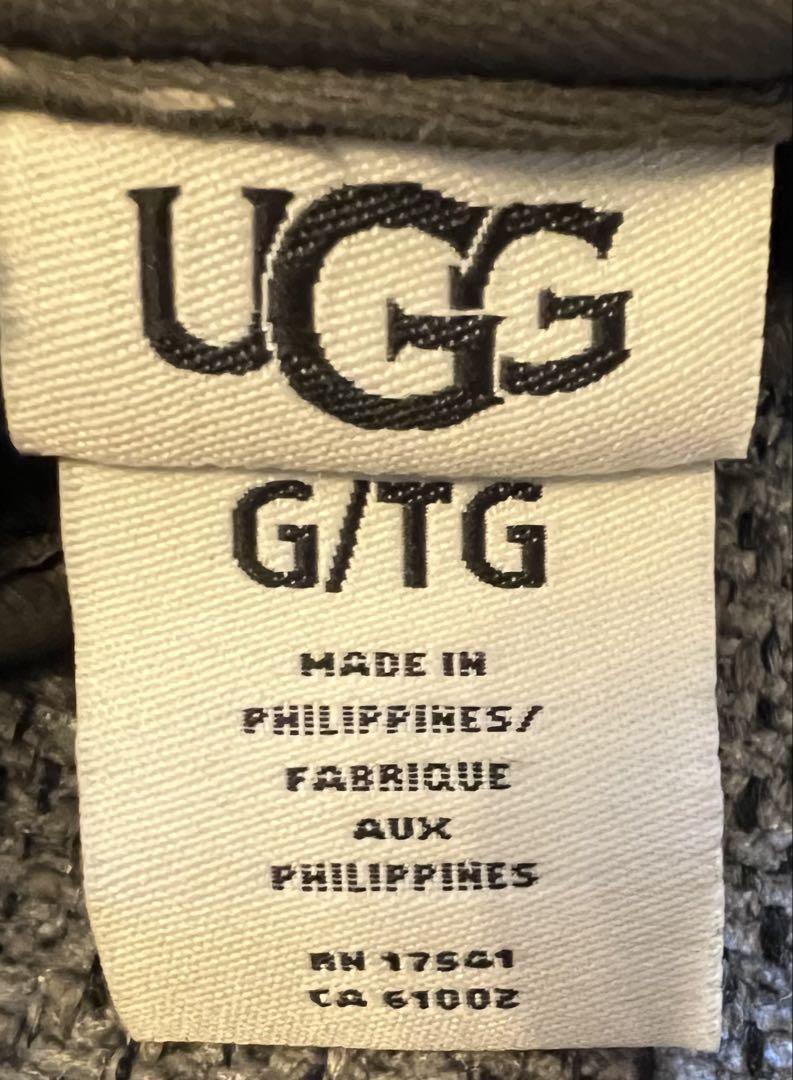 UGG
G/TG
MADE IN
PHILIPPINES/
FABRIQUE
AUX
PHILIPPINES
RN 17541
CA 61002